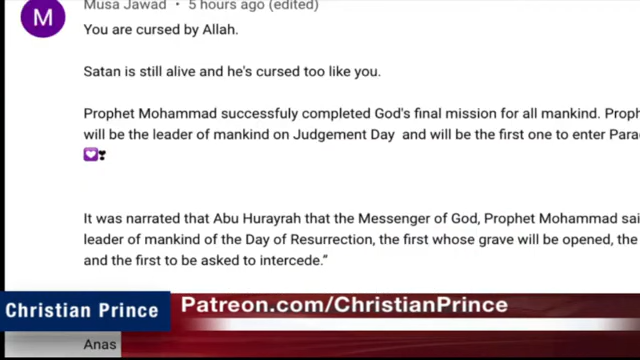 M
Musa Jawad • 5 hours ago (edited)
You are cursed by Allah.
Satan is still alive and he's cursed too like you.
Prophet Mohammad successfuly completed God's final mission for all mankind. Proph
will be the leader of mankind on Judgement Day and will be the first one to enter Para
It was narrated that Abu Hurayrah that the Messenger of God, Prophet Mohammad sai
leader of mankind of the Day of Resurrection, the first whose grave will be opened, the
and the first to be asked to intercede.”
Christian Prince
Patreon.com/ChristianPrince
Anas